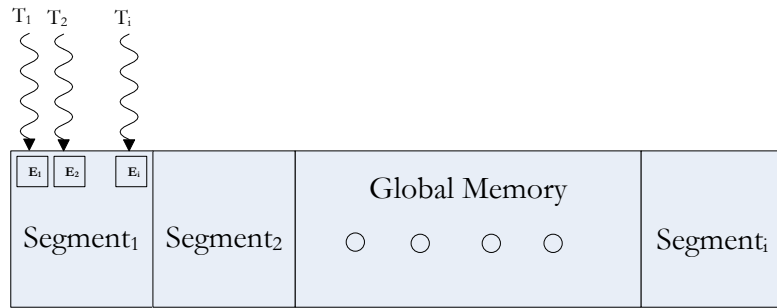 T₁ T₂ Tᵢ
E₁ E₂ Eᵢ
Global Memory
Segment₁ Segment₂ Segmentᵢ